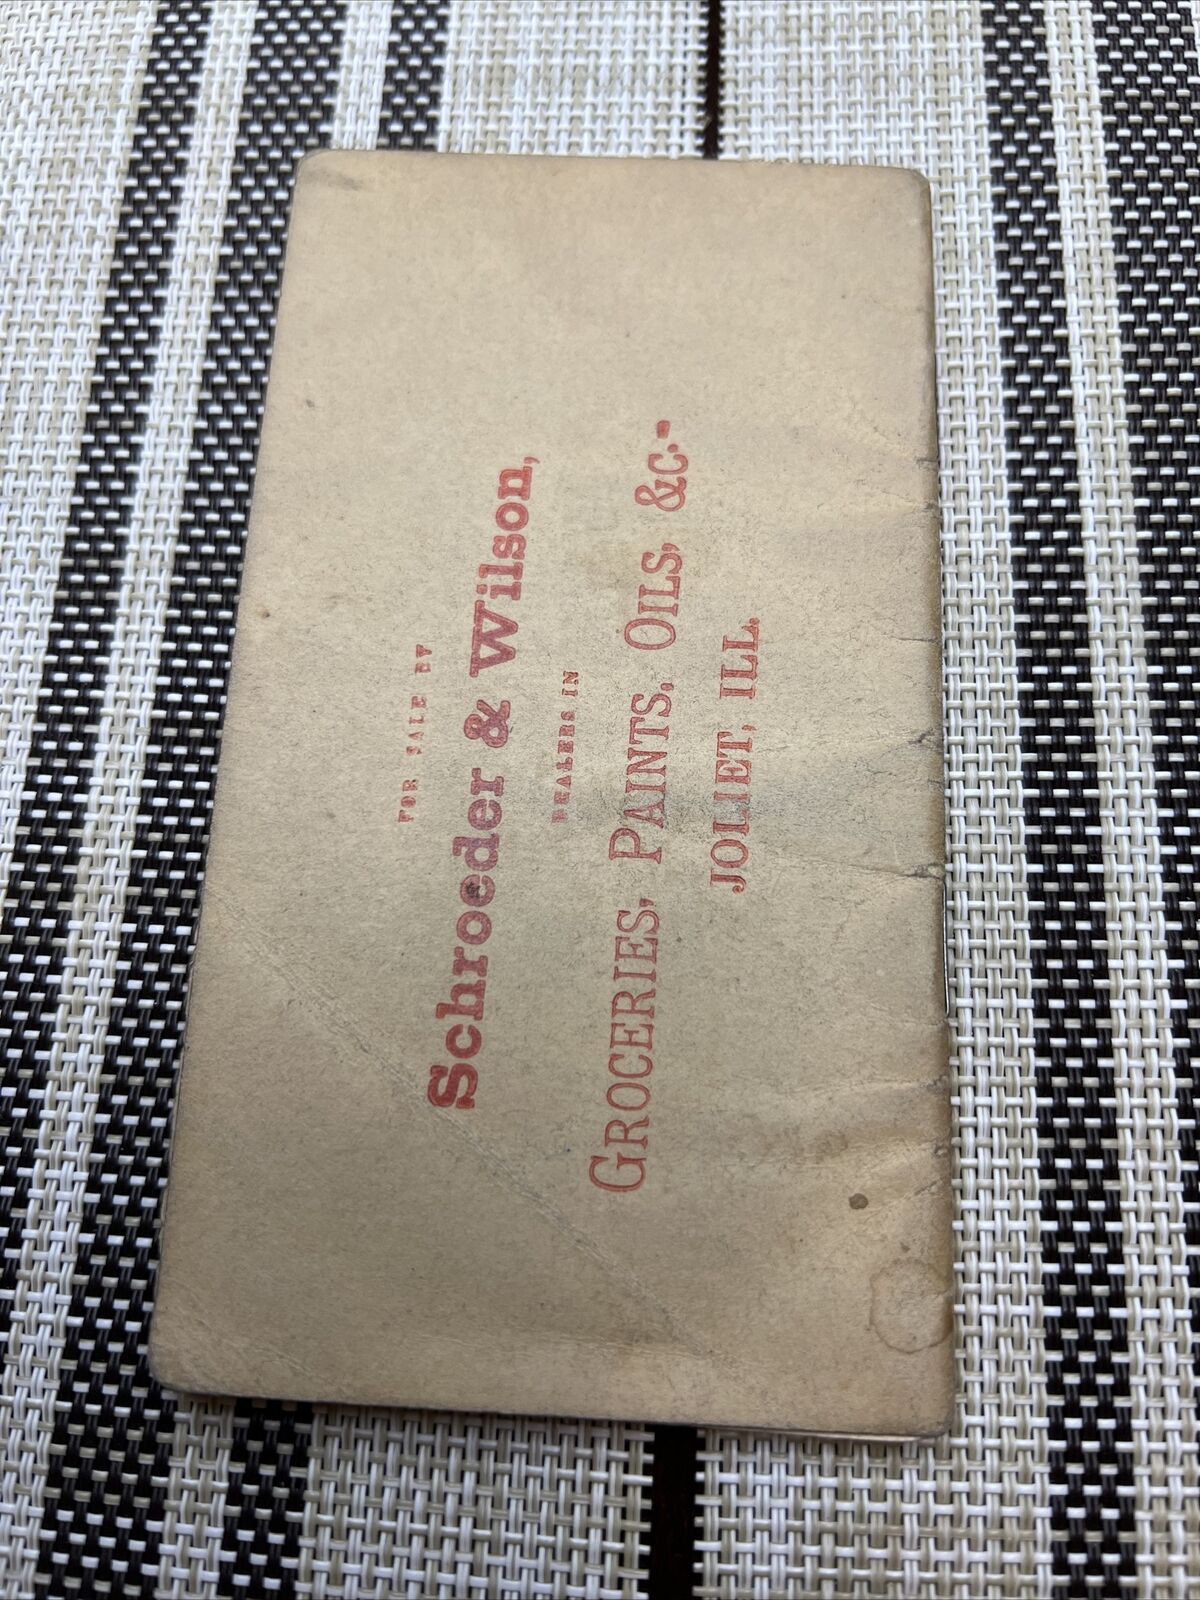 FOR SALE BY
Schroeder & Wilson,
DEALERS IN
GROCERIES, PAINTS, OILS, &C.-
JOLIET, ILL.